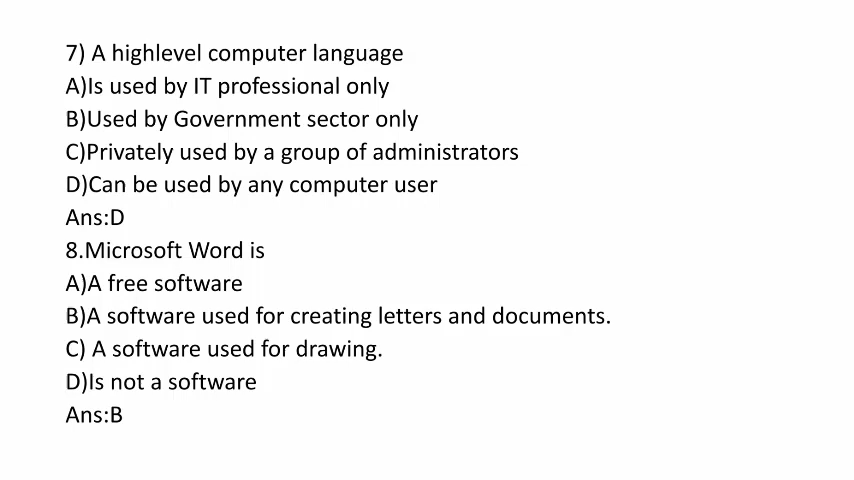 7) A highlevel computer language
A)Is used by IT professional only
B)Used by Government sector only
C)Privately used by a group of administrators
D)Can be used by any computer user
Ans:D
8.Microsoft Word is
A)A free software
B)A software used for creating letters and documents.
C) A software used for drawing.
D)Is not a software
Ans:B